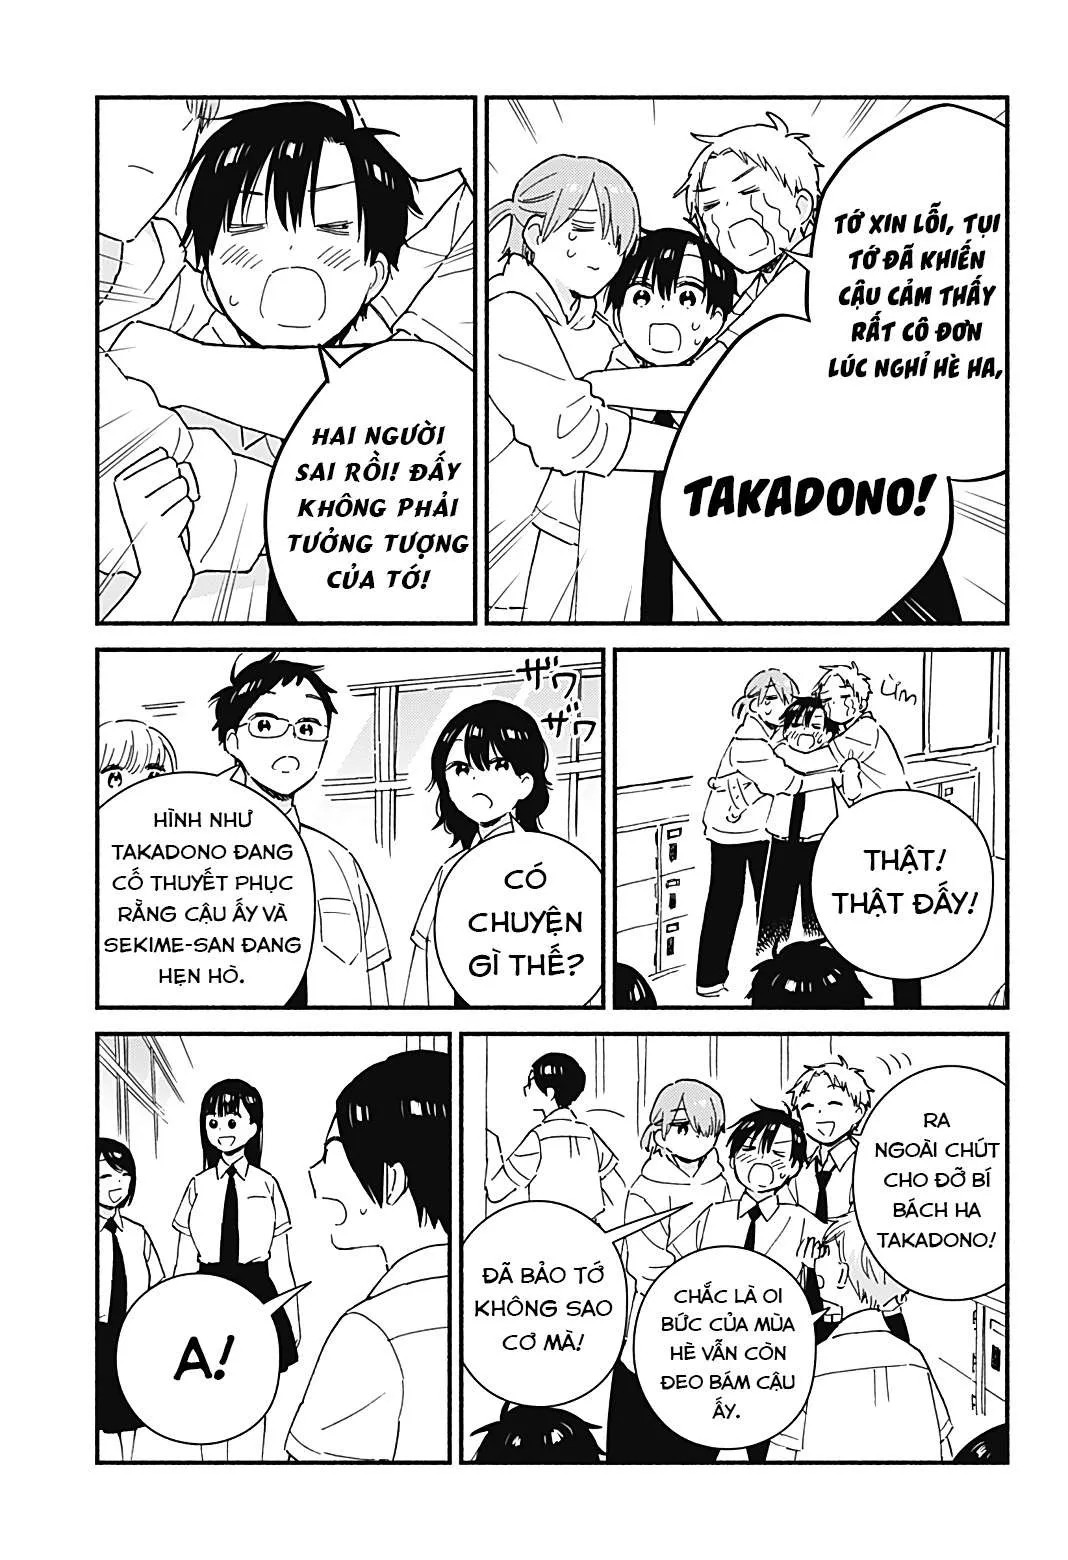 TỚ XIN LỖI, TỤI
TỚ ĐÃ KHIẾN
CẬU CẢM THẤY
RẤT CÔ ĐƠN
LÚC NGHỈ HÈ HA,
TAKADONO!
HAI NGƯỜI
SAI RỒI! ĐẤY
KHÔNG PHẢI
TƯỞNG TƯỢNG
CỦA TỚ!
LÌM
THẬT!
THẬT ĐẤY!
ザワ
ザワ
CÓ
CHUYỆN
GÌ THẾ?
HÌNH NHƯ
TAKADONO ĐANG
CỐ THUYẾT PHỤC
RẰNG CẬU ẤY VÀ
SEKIME-SAN ĐANG
HẸN HÒ.
RA
NGOÀI CHÚT
CHO ĐỠ BÍ
BÁCH HA
TAKADONO!
CHẮC LÀ OI
BỨC CỦA MÙA
HÈ VẪN CÒN
ĐEO BÁM CẬU
ẤY.
ĐÃ BẢO TỚ
KHÔNG SAO
CƠ MÀ!
A!